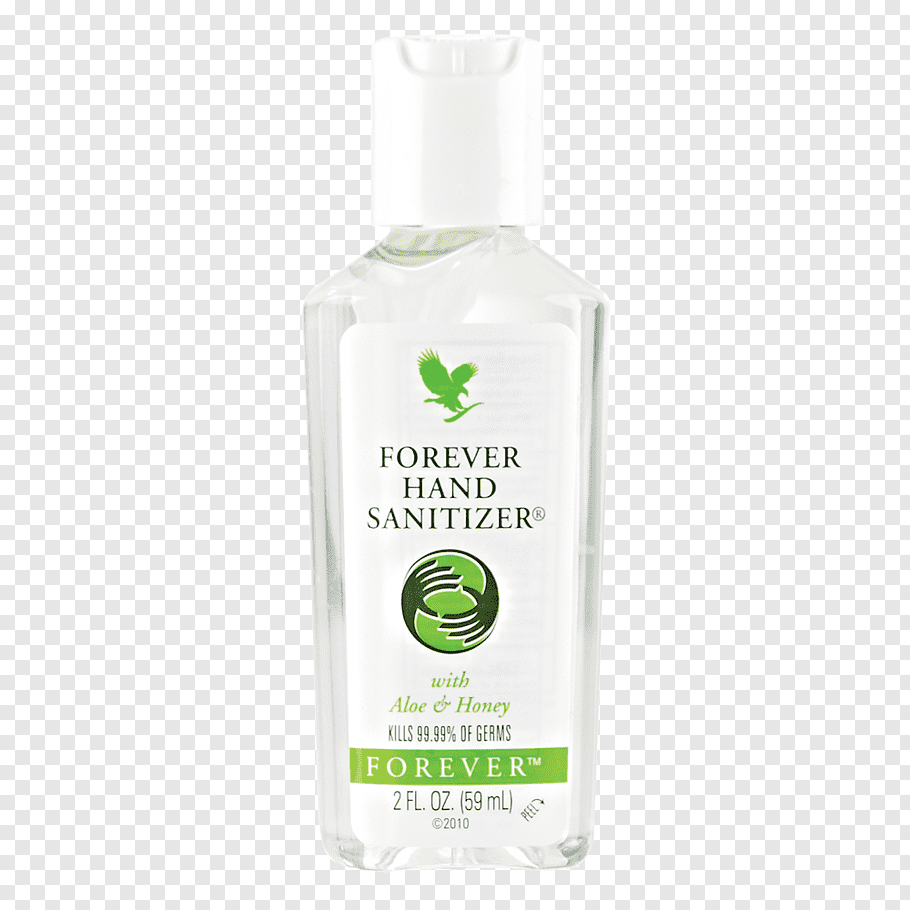 FOREVER
HAND
SANITIZER®
with
Aloe & Honey
KILLS 99.99% OF GERMS
FOREVER™
2 FL. OZ. (59 mL)
PEEL
©2010